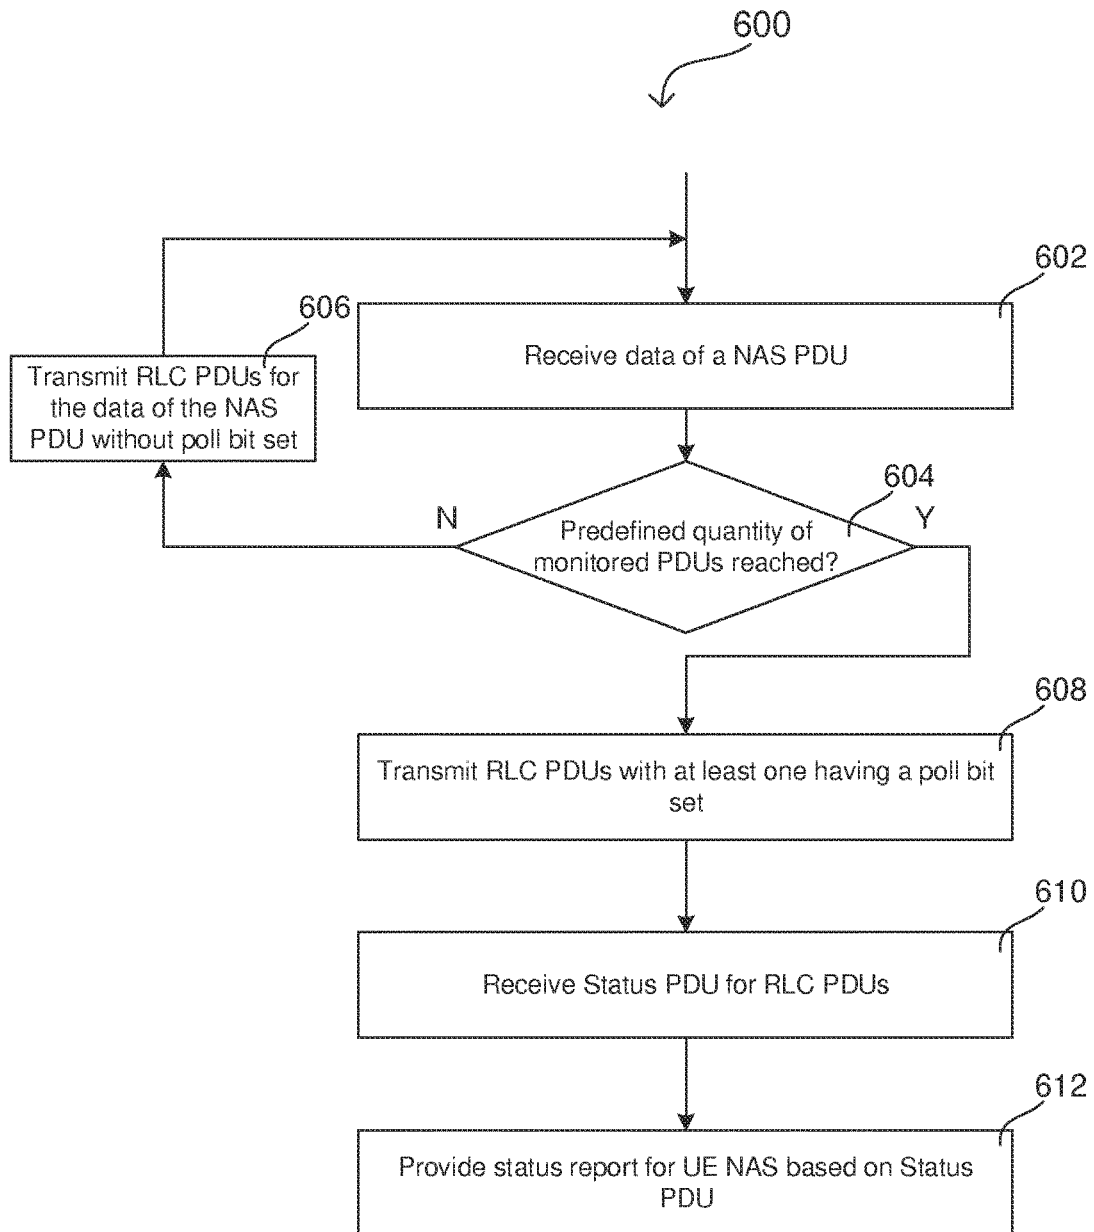 600
602
Receive data of a NAS PDU
606
Transmit RLC PDUs for
the data of the NAS
PDU without poll bit set
604
N
Y
Predefined quantity of
monitored PDUs reached?
608
Transmit RLC PDUs with at least one having a poll bit
set
610
Receive Status PDU for RLC PDUs
612
Provide status report for UE NAS based on Status
PDU